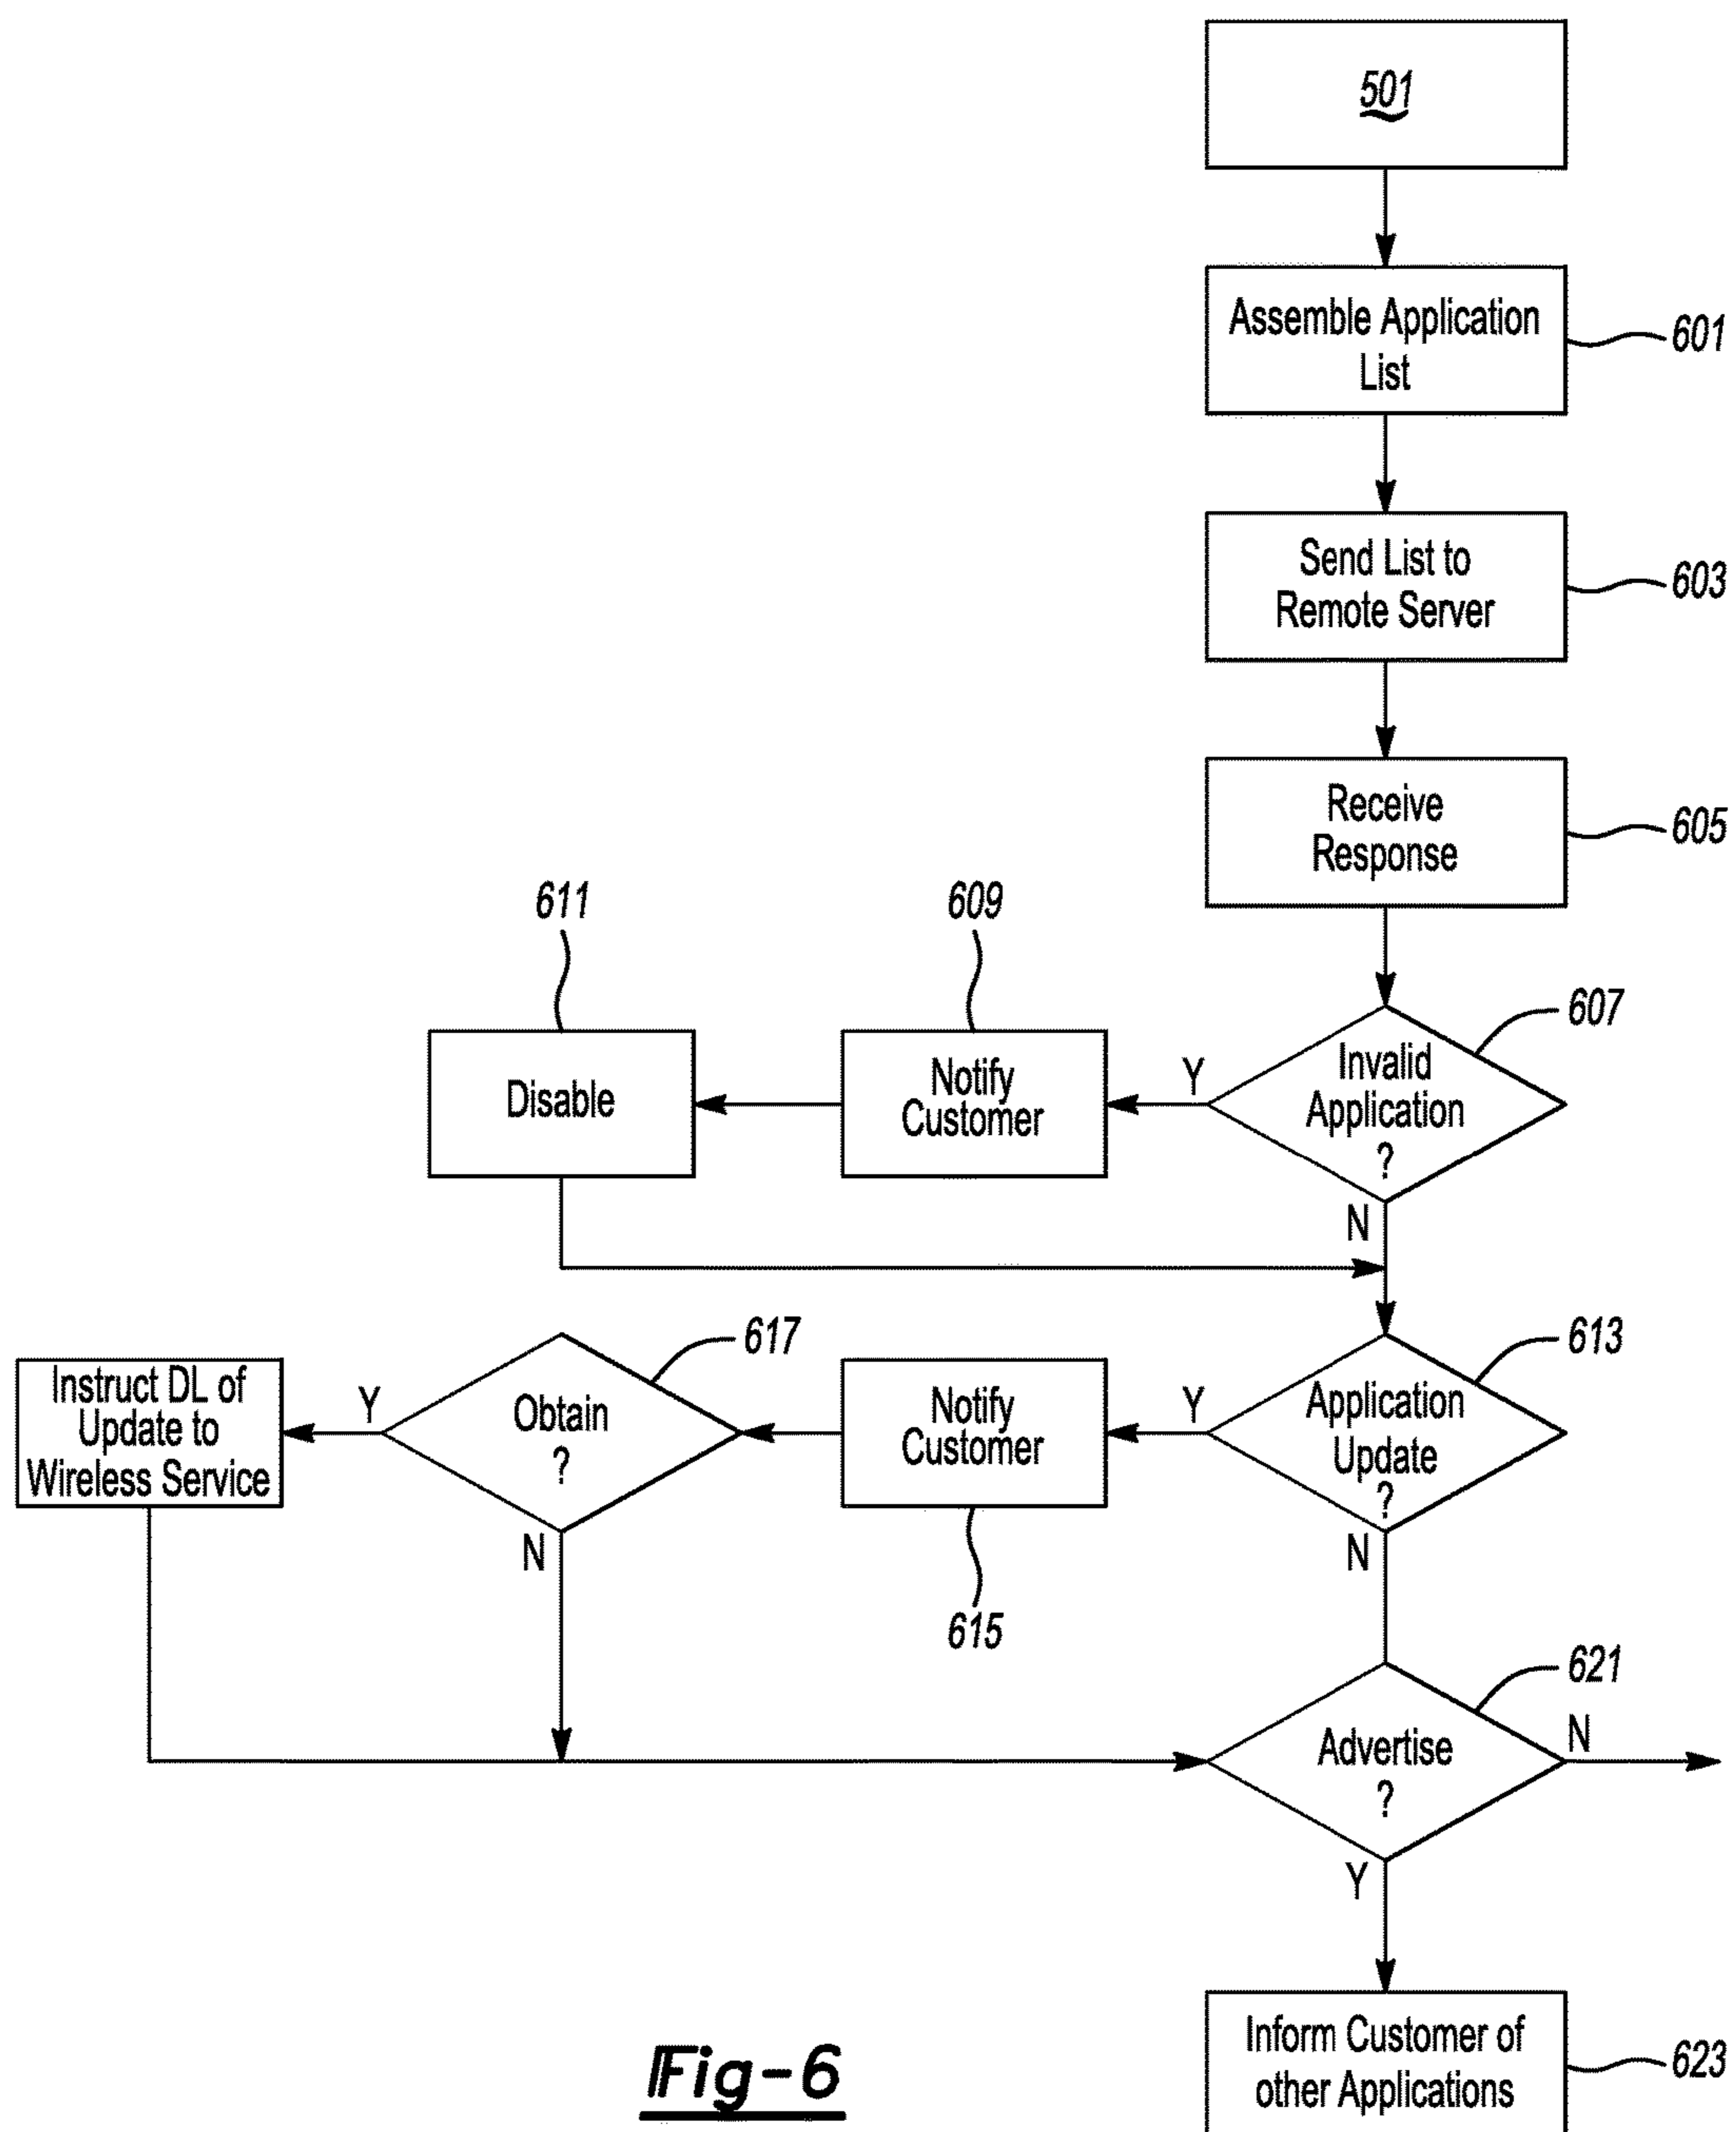 501
Assemble Application
List
601
Send List to
Remote Server
603
Receive
Response
605
611
609
607
Disable
Notify
Customer
Y
Invalid
Application
?
N
617
613
Instruct DL of
Update to
Wireless Service
Y
Obtain
?
N
Notify
Customer
615
Y
Application
Update
?
N
621
Advertise
?
N
Y
Inform Customer of
other Applications
623
Fig-6